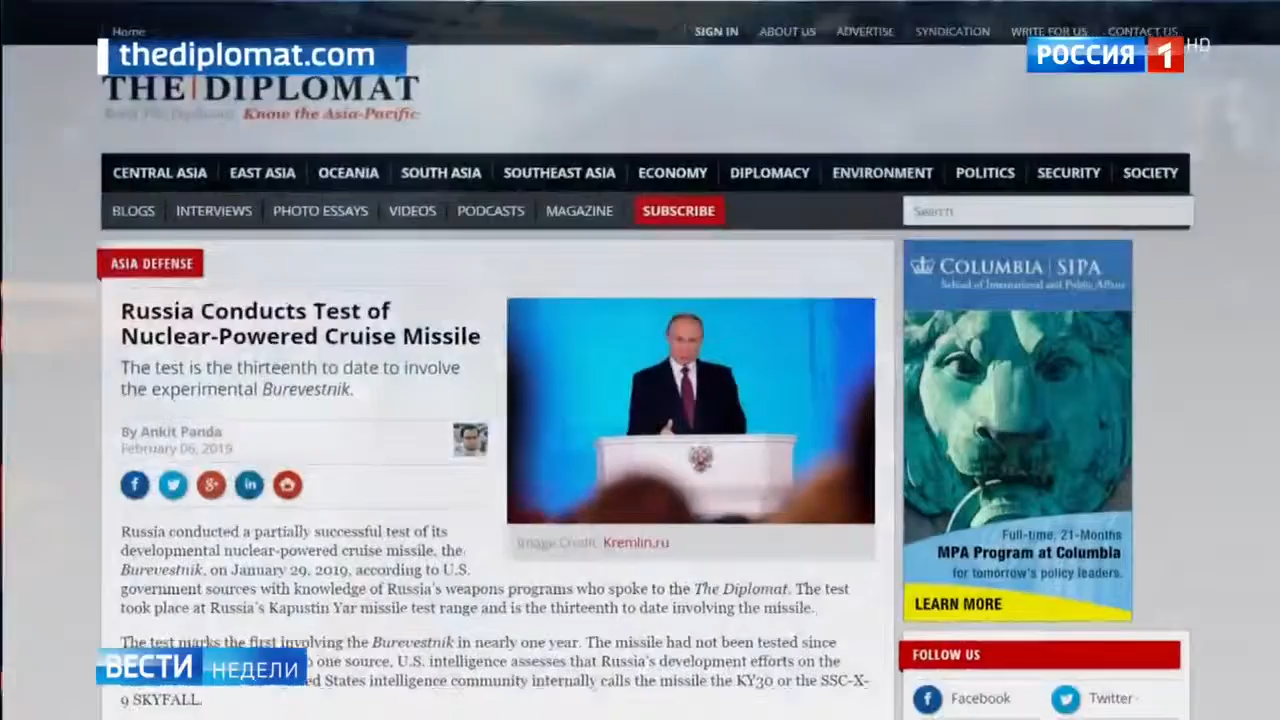 Home
SIGN IN ABOUT US ADVERTISE SYNDICATION WRITE FOR US CONTACT US
thediplomat.com
РОССИЯ 1 HD
THE|DIPLOMAT
Read The Diplomat, Know the Asia-Pacific
CENTRAL ASIA EAST ASIA OCEANIA SOUTH ASIA SOUTHEAST ASIA ECONOMY DIPLOMACY ENVIRONMENT POLITICS SECURITY SOCIETY
BLOGS INTERVIEWS PHOTO ESSAYS VIDEOS PODCASTS MAGAZINE SUBSCRIBE Search
ASIA DEFENSE
Russia Conducts Test of
Nuclear-Powered Cruise Missile
The test is the thirteenth to date to involve
the experimental Burevestnik.
By Ankit Panda
February 06, 2019
f g+ in
Image Credit: Kremlin.ru
Russia conducted a partially successful test of its
developmental nuclear-powered cruise missile, the
Burevestnik, on January 29, 2019, according to U.S.
government sources with knowledge of Russia's weapons programs who spoke to the The Diplomat. The test
took place at Russia's Kapustin Yar missile test range and is the thirteenth to date involving the missile.
The test marks the first involving the Burevestnik in nearly one year. The missile had not been tested since
one source, U.S. intelligence assesses that Russia's development efforts on the
States intelligence community internally calls the missile the KY30 or the SSC-X-
9 SKYFALL.
ВЕСТИ НЕДЕЛИ
COLUMBIA | SIPA
School of International and Public Affairs
Full-time, 21-Months
MPA Program at Columbia
for tomorrow's policy leaders.
LEARN MORE
FOLLOW US
f Facebook Twitter